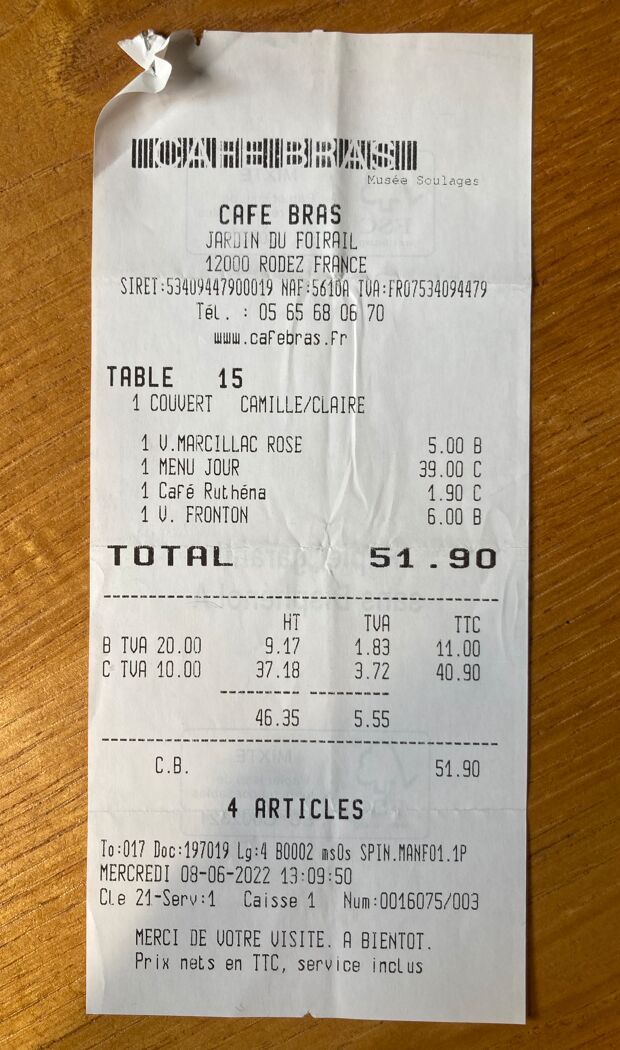 CAFE BRAS
Musée Soulages
CAFE BRAS
JARDIN DU FOIRAIL
12000 RODEZ FRANCE
SIRET:53409447900019 NAF:5610A TVA:FR07534094479
Tél. : 05 65 68 06 70
www.cafebras.fr
TABLE 15
1 COUVERT CAMILLE/CLAIRE
1 V.MARCILLAC ROSE 5.00 B
1 MENU JOUR 39.00 C
1 Café Ruthéna 1.90 C
1 V. FRONTON 6.00 B
TOTAL 51.90
HT TVA TTC
B TVA 20.00 9.17 1.83 11.00
C TVA 10.00 37.18 3.72 40.90
46.35 5.55
C.B. 51.90
4 ARTICLES
To:017 Doc:197019 Lg:4 B0002 msOs SPIN.MANF01.1P
MERCREDI 08-06-2022 13:09:50
Cle 21-Serv:1 Caisse 1 Num:0016075/003
MERCI DE VOTRE VISITE. A BIENTOT.
Prix nets en TTC, service inclus